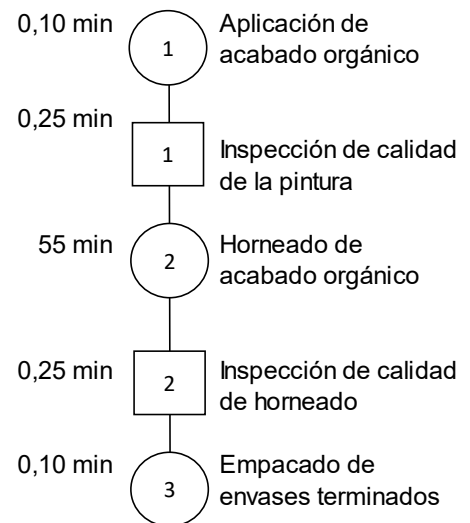 0,10 min
1
Aplicación de
acabado orgánico
0,25 min
1
Inspección de calidad
de la pintura
55 min
2
Horneado de
acabado orgánico
0,25 min
2
Inspección de calidad
de horneado
0,10 min
3
Empacado de
envases terminados